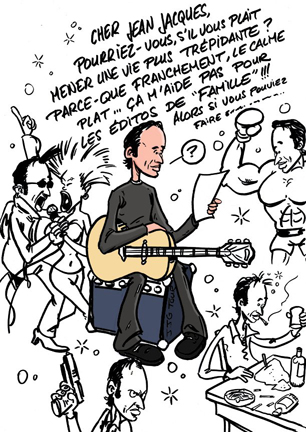 CHER JEAN JACQUES,
POURRIEZ-VOUS, S'IL VOUS PLAIT
MENER UNE VIE PLUS TRÉPIDANTE ?
PARCE-QUE FRANCHEMENT, LE CALME
PLAT... ÇA M'AIDE PAS POUR
LES ÉDITOS DE "FAMILLE" !!!
ALORS SI VOUS POUVIEZ
FAIRE
?